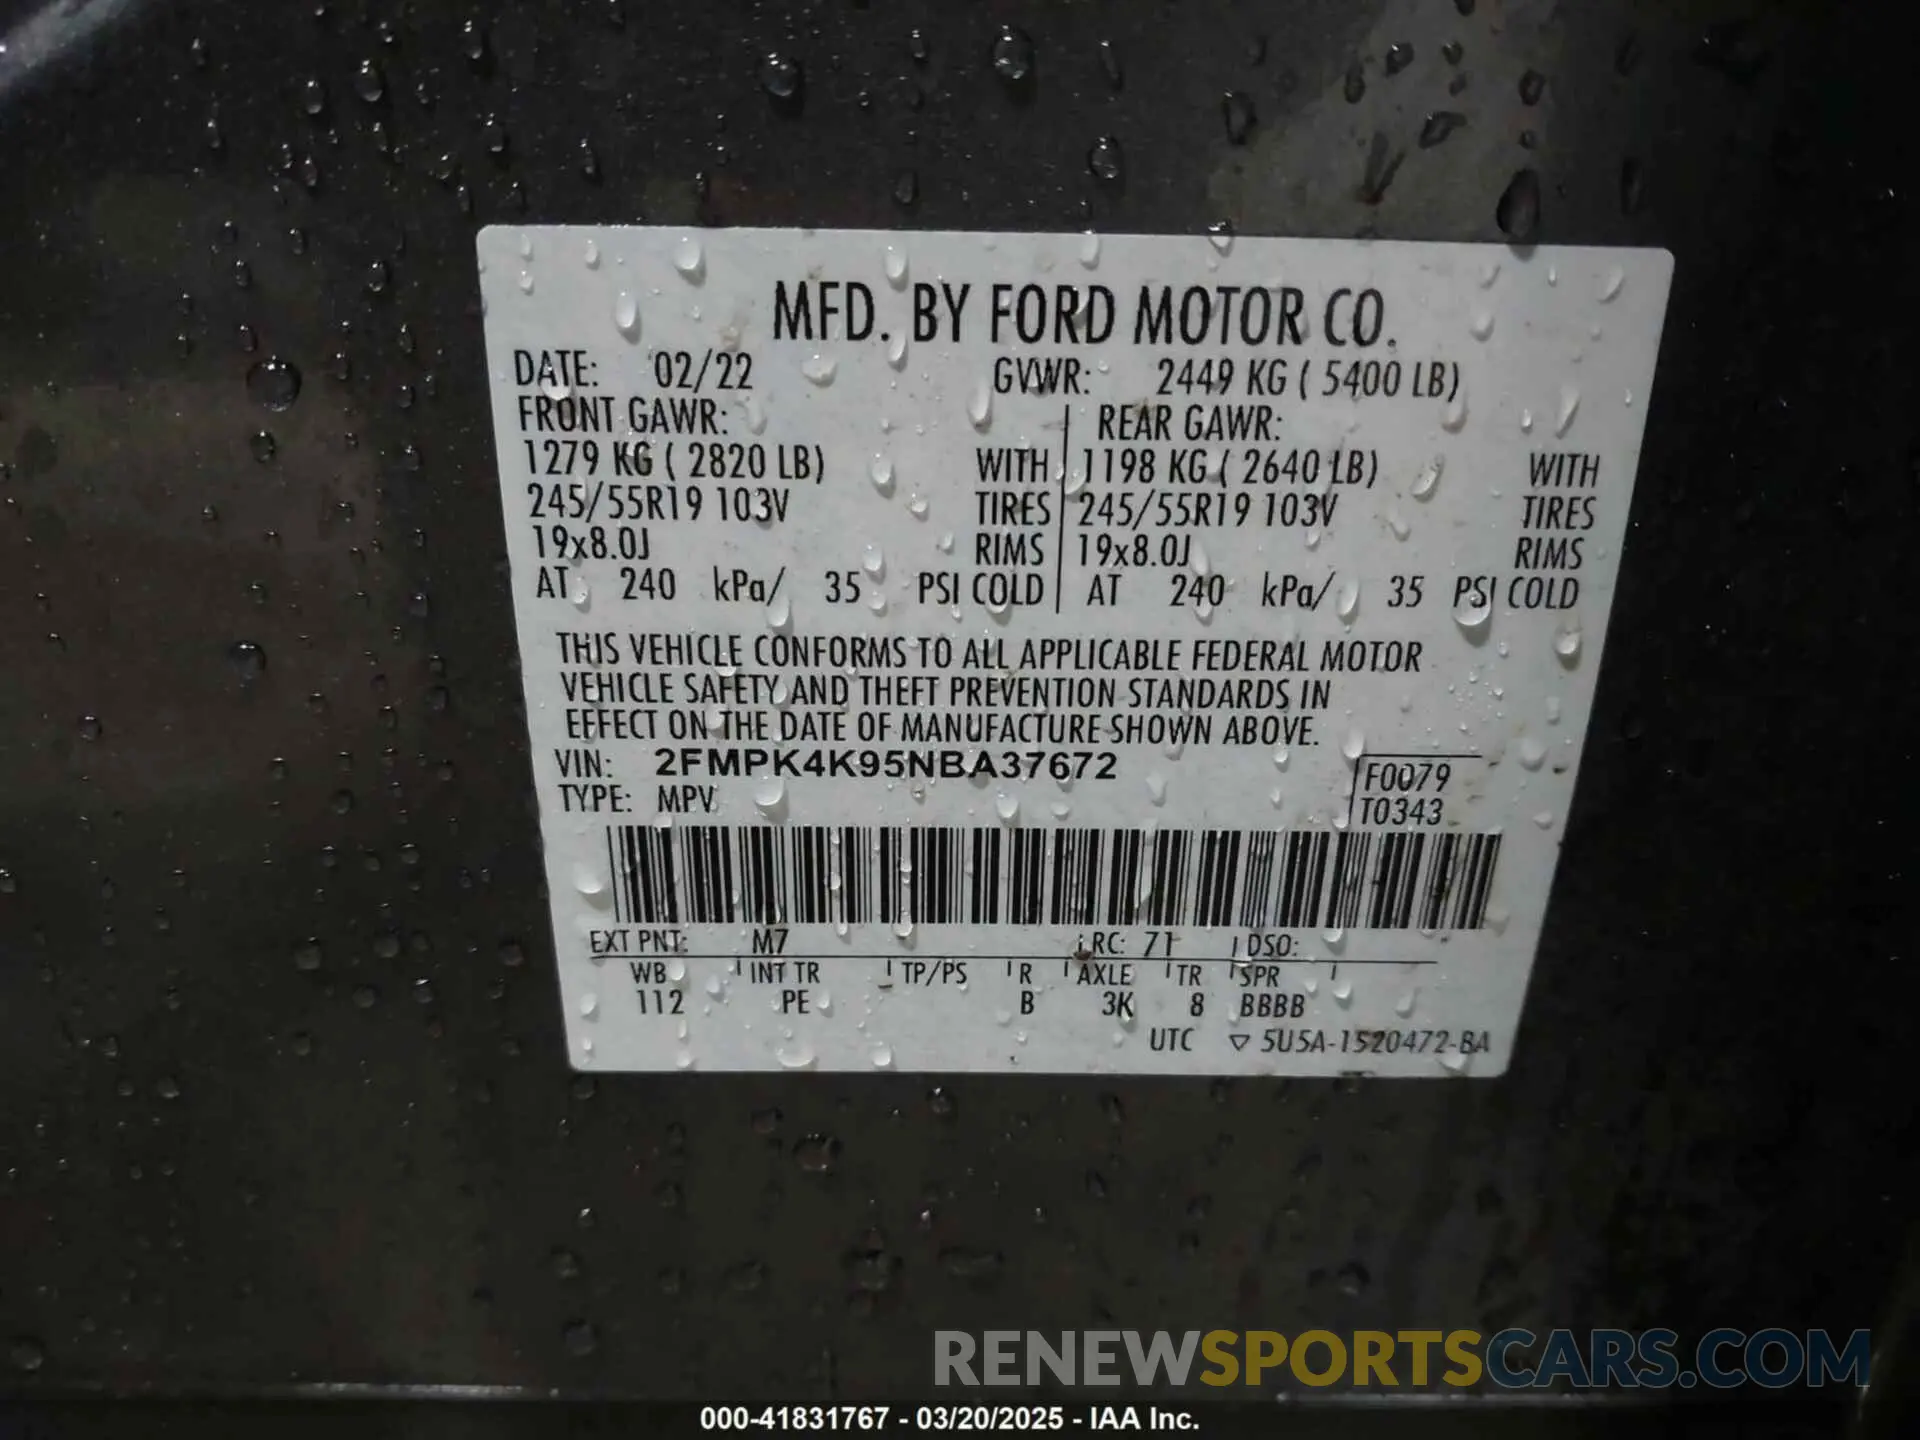 MFD. BY FORD MOTOR CO.
DATE: 02/22 GVWR: 2449 KG ( 5400 LB)
FRONT GAWR: REAR GAWR:
1279 KG ( 2820 LB) WITH 1198 KG ( 2640 LB) WITH
245/55R19 103V TIRES 245/55R19 103V TIRES
19x8.0J RIMS 19x8.0J RIMS
AT 240 kPa/ 35 PSI COLD AT 240 kPa/ 35 PSI COLD
THIS VEHICLE CONFORMS TO ALL APPLICABLE FEDERAL MOTOR
VEHICLE SAFETY AND THEFT PREVENTION STANDARDS IN
EFFECT ON THE DATE OF MANUFACTURE SHOWN ABOVE.
VIN: 2FMPK4K95NBA37672
TYPE: MPV
F0079
T0343
EXT PNT: M7 RC: 71 DSO:
WB INT TR TP/PS R AXLE TR SPR
112 PE B 3K 8 BBBB
UTC ▽ 5U5A-1520472-BA
RENEWSPORTSCARS.COM
000-41831767 - 03/20/2025 - IAA Inc.